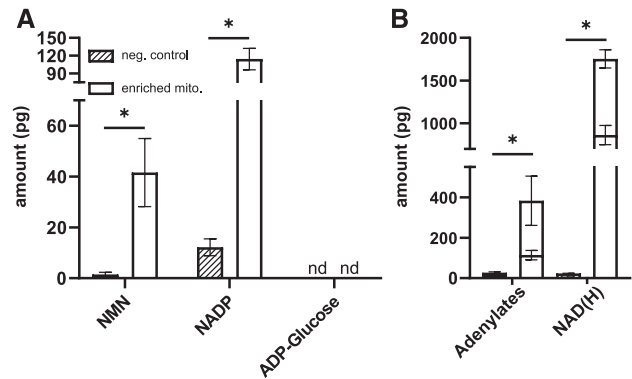 A
amount (pg)
150
120
90
60
40
20
0
neg. control
enriched mito.
*
*
nd nd
NMN
NADP
ADP-Glucose
B
amount (pg)
2000
1500
1000
400
200
0
*
*
Adenylates
NAD(H)